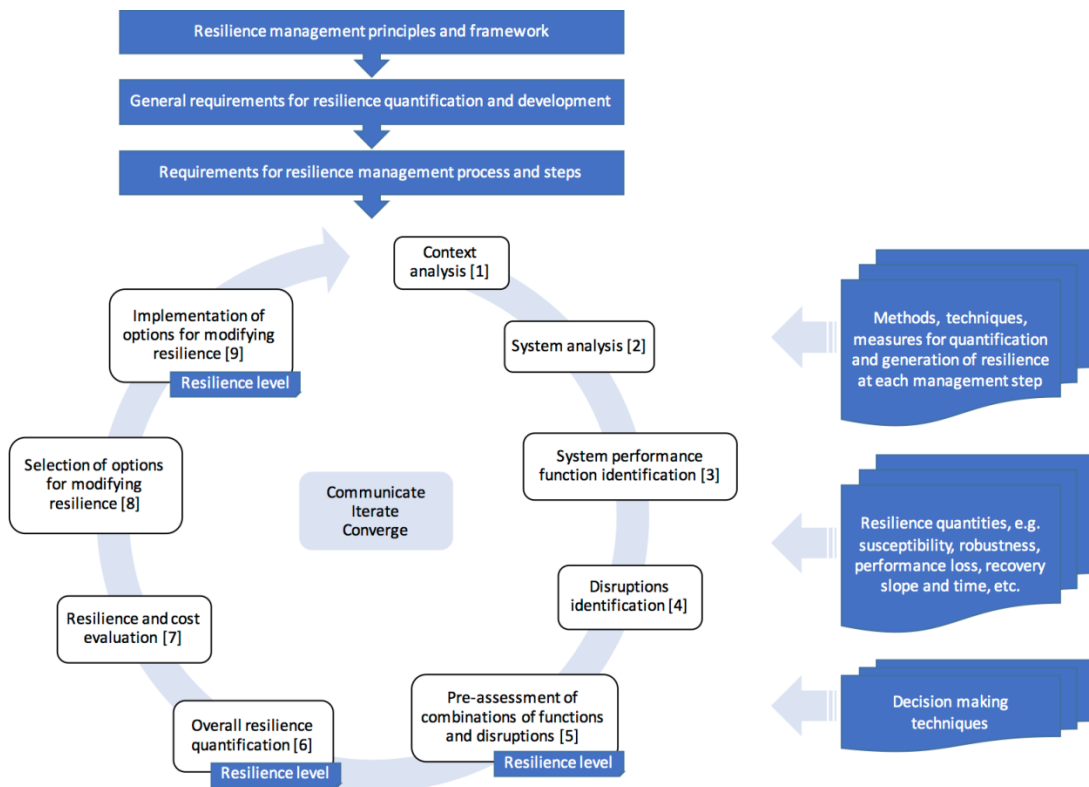 Resilience management principles and framework
General requirements for resilience quantification and development
Requirements for resilience management process and steps
Context
analysis [1]
System analysis [2]
System performance
function identification [3]
Disruptions
identification [4]
Pre-assessment of
combinations of functions
and disruptions [5]
Resilience level
Overall resilience
quantification [6]
Resilience level
Resilience and cost
evaluation [7]
Selection of options
for modifying
resilience [8]
Implementation of
options for modifying
resilience [9]
Resilience level
Communicate
Iterate
Converge
Methods, techniques,
measures for quantification
and generation of resilience
at each management step
Resilience quantities, e.g.
susceptibility, robustness,
performance loss, recovery
slope and time, etc.
Decision making
techniques